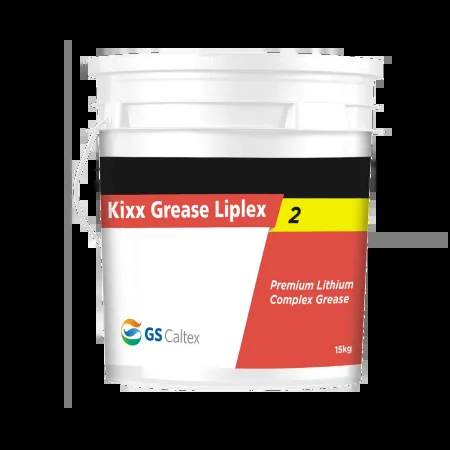 Kixx Grease Liplex 2
Premium Lithium
Complex Grease
GS Caltex
15kg